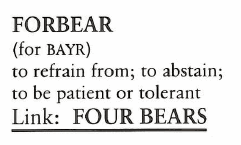 FORBEAR
(for BAYR)
to refrain from; to abstain;
to be patient or tolerant
Link: FOUR BEARS